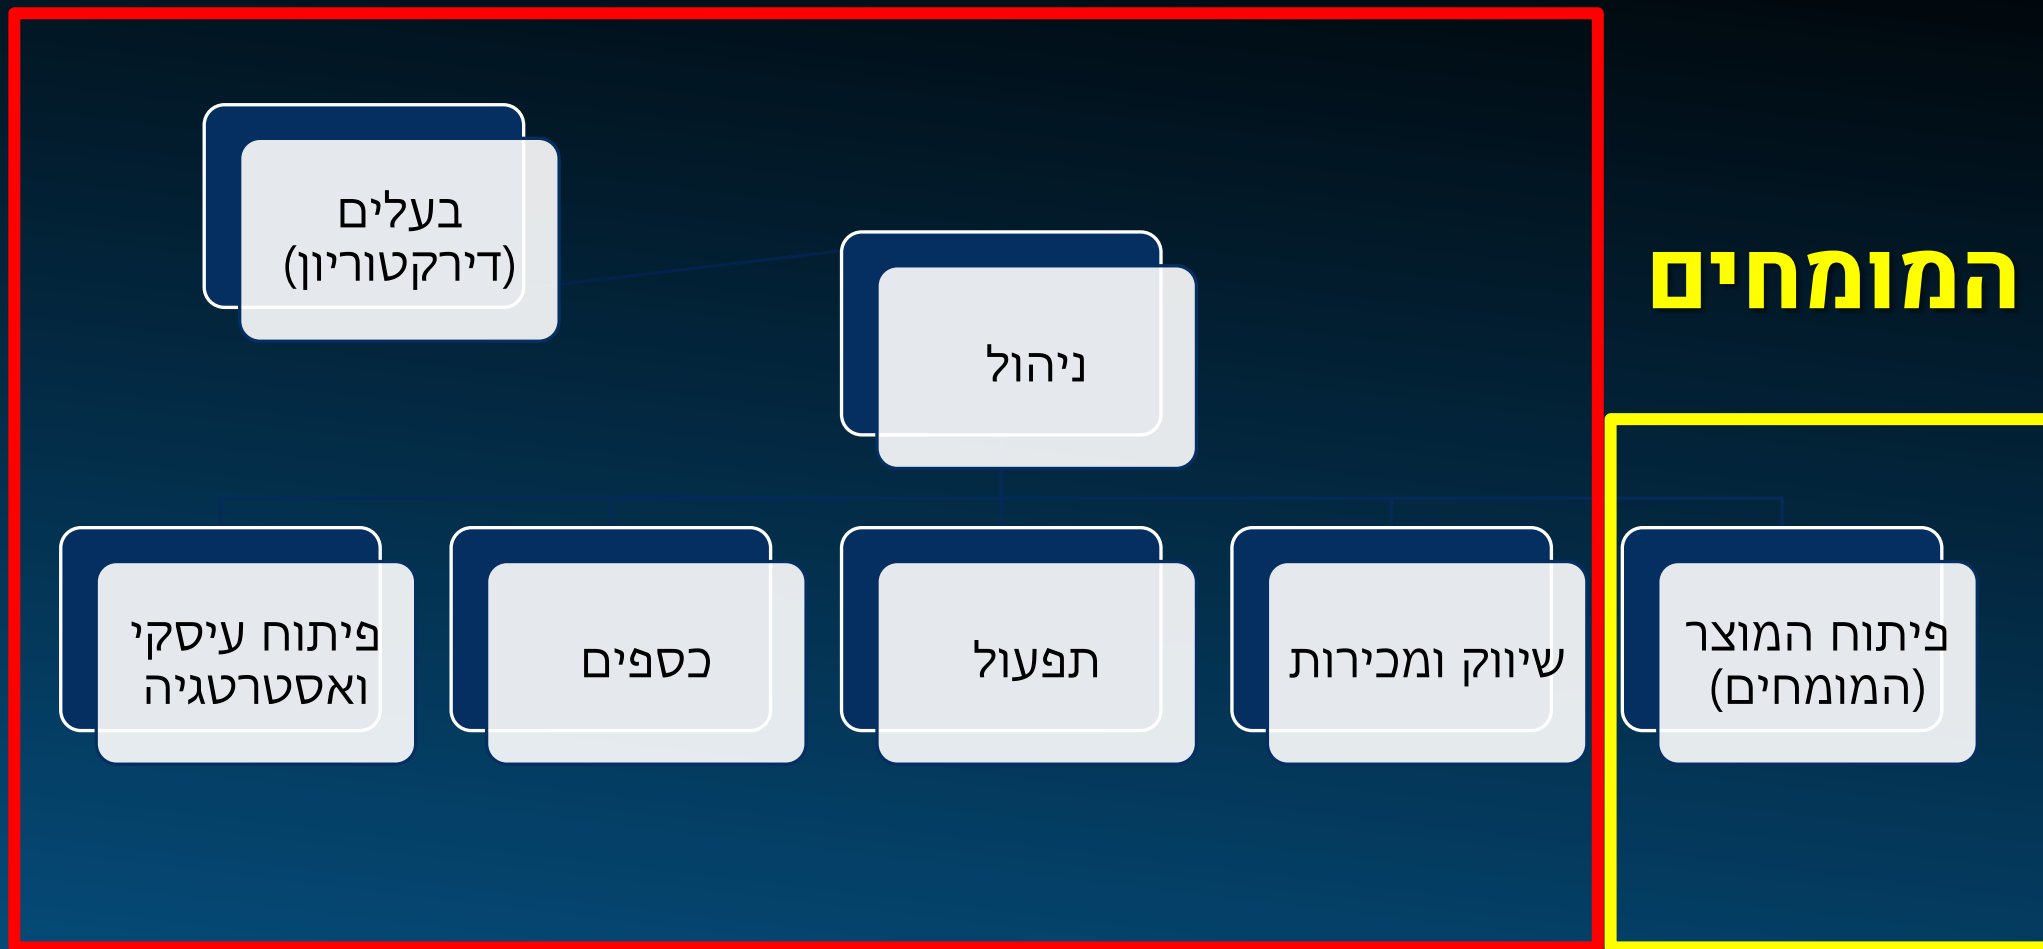 בעלים
(דירקטוריון)
המומחים
ניהול
פיתוח המוצר
(המומחים)
שיווק ומכירות
תפעול
כספים
פיתוח עיסקי
ואסטרטגיה